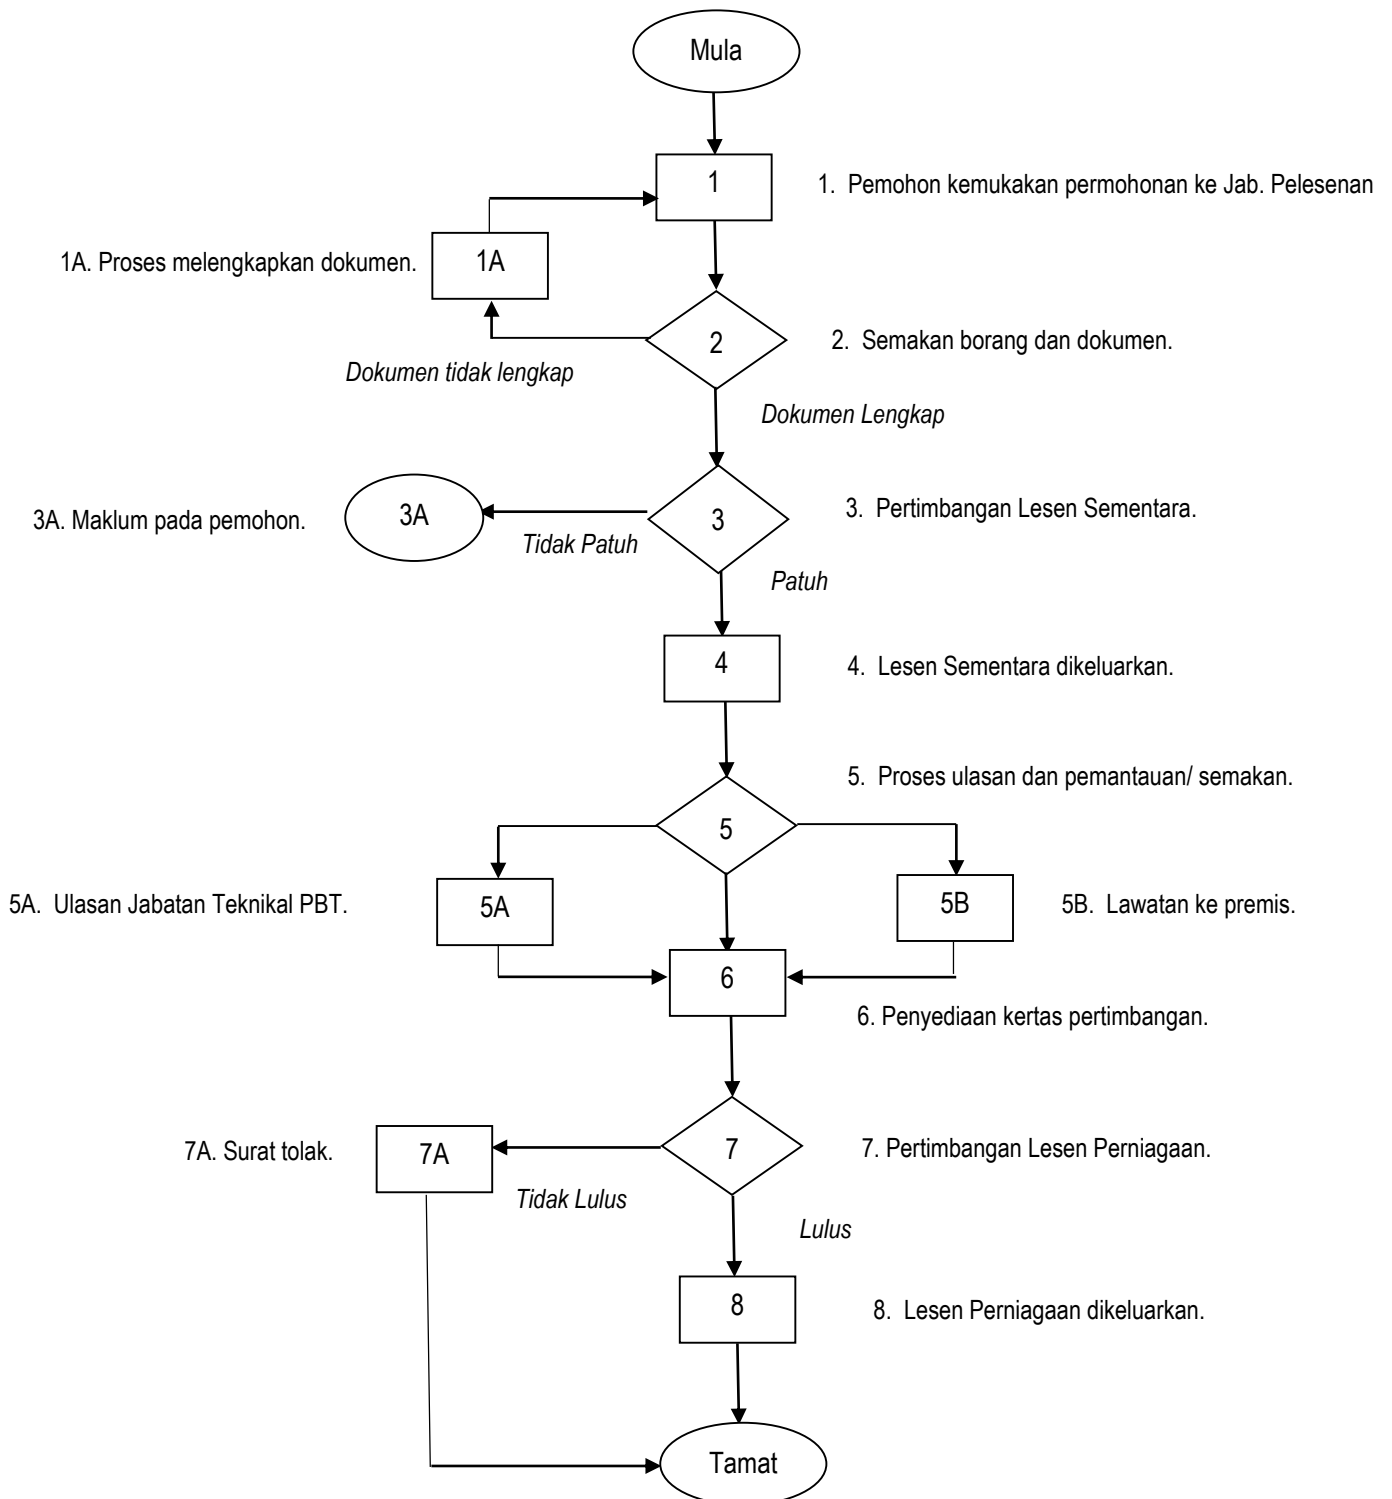 Mula
1
1. Pemohon kemukakan permohonan ke Jab. Pelesenan
1A. Proses melengkapkan dokumen.
1A
2
2. Semakan borang dan dokumen.
Dokumen tidak lengkap
Dokumen Lengkap
3A. Maklum pada pemohon.
3A
3
3. Pertimbangan Lesen Sementara.
Tidak Patuh
Patuh
4
4. Lesen Sementara dikeluarkan.
5. Proses ulasan dan pemantauan/ semakan.
5
5A. Ulasan Jabatan Teknikal PBT.
5A
5B
5B. Lawatan ke premis.
6
6. Penyediaan kertas pertimbangan.
7A. Surat tolak.
7A
7
7. Pertimbangan Lesen Perniagaan.
Tidak Lulus
Lulus
8
8. Lesen Perniagaan dikeluarkan.
Tamat